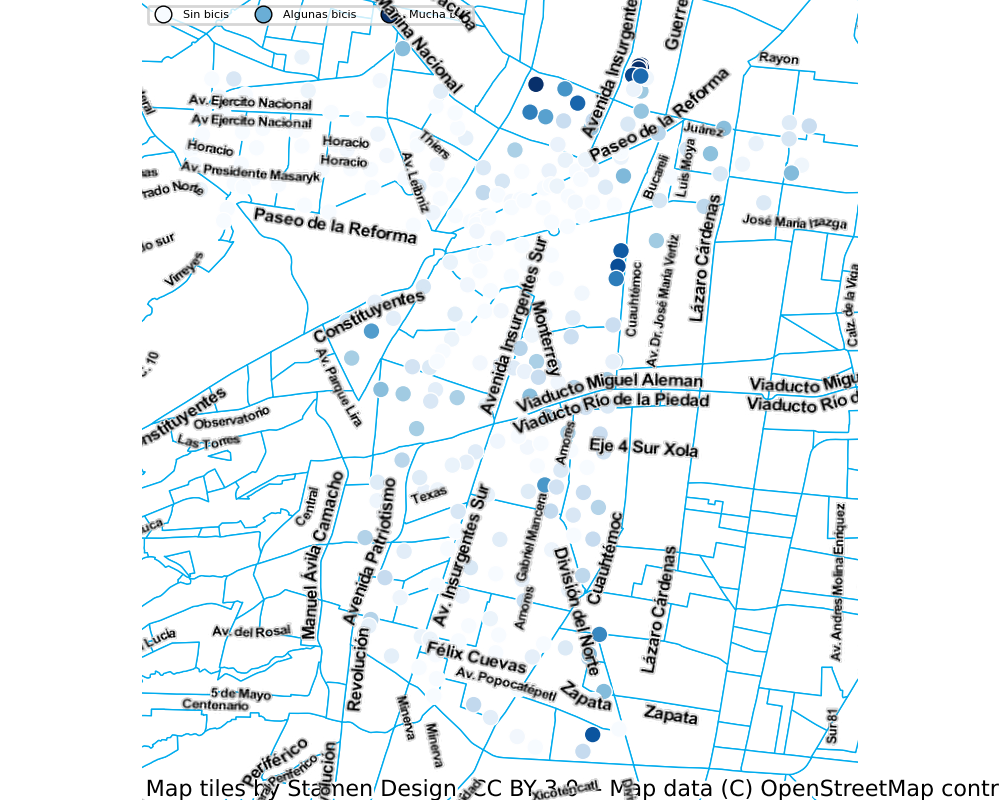 Sin bicis
Algunas bicis
Mucha
Marina Nacional
Avenida Insurgente
Guerre
Rayon
Av. Ejercito Nacional
Av Ejercito Nacional
Paseo de la Reforma
Juárez
Horacio
Horacio
Horacio
Thiers
Av. Presidente Masaryk
Av. Leibniz
Bucareli
Luis Moya
rado Norte
Paseo de la Reforma
José María Izazga
Virreyes
Lázaro Cárdenas
Avenida Insurgentes Sur
Cuauhtémoc
Av. Dr. José María Vertiz
Calz. de la Viga
Constituyentes
Monterrey
Av. Parque Lira
Viaducto Miguel Aleman
Viaducto Migu
Viaducto Río de la Piedad
Viaducto Río d
nstituyentes
Observatorio
Las Torres
Amores
Eje 4 Sur Xola
Central
Manuel Ávila Camacho
Avenida Patriotismo
Texas
Av. Insurgentes Sur
Gabriel Mancera
Amores
División del Norte
Cuauhtémoc
Lázaro Cárdenas
Av. Andres Molina Enriquez
Lucia
Av. del Rosal
Revolución
Félix Cuevas
Av. Popocatépetl
Zapata
Zapata
5 de Mayo
Centenario
Minerva
Minerva
Sur 81
Periférico
Periférico
olución
Xicoténcatl
Map tiles by Stamen Design, CC BY 3.0 -- Map data (C) OpenStreetMap contr